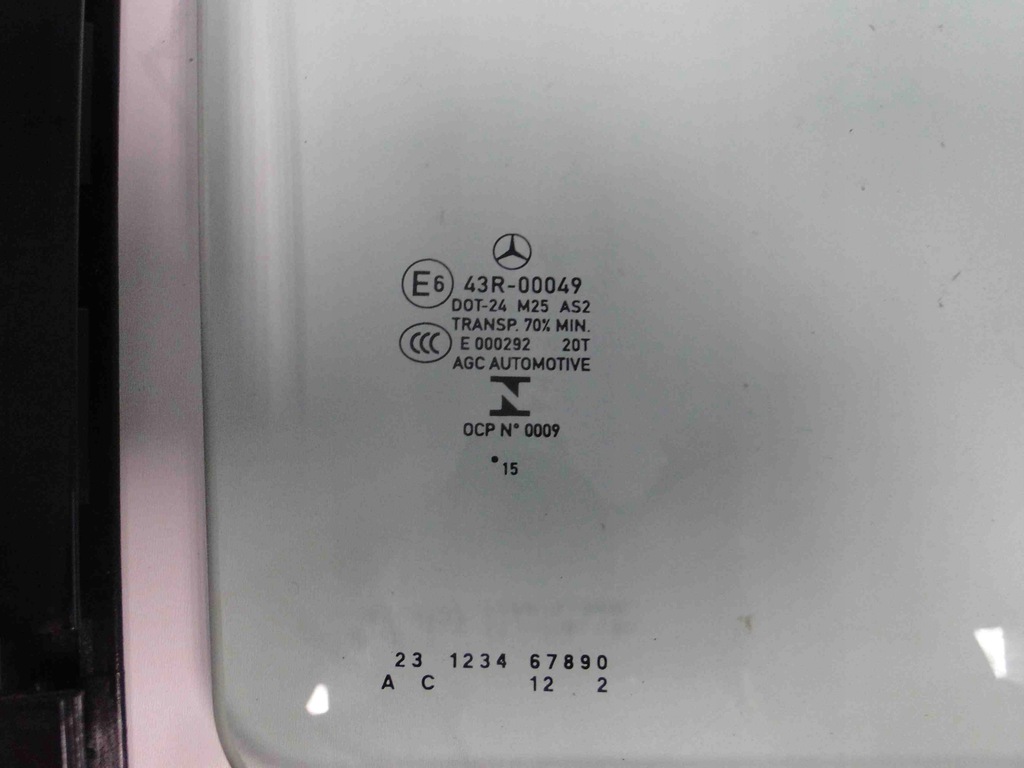 E6 43R-00049
DOT-24 M25 AS2
TRANSP. 70% MIN.
CCC E 000292 20T
AGC AUTOMOTIVE
N
OCP N° 0009
•15
23 1234 67890
A C 12 2